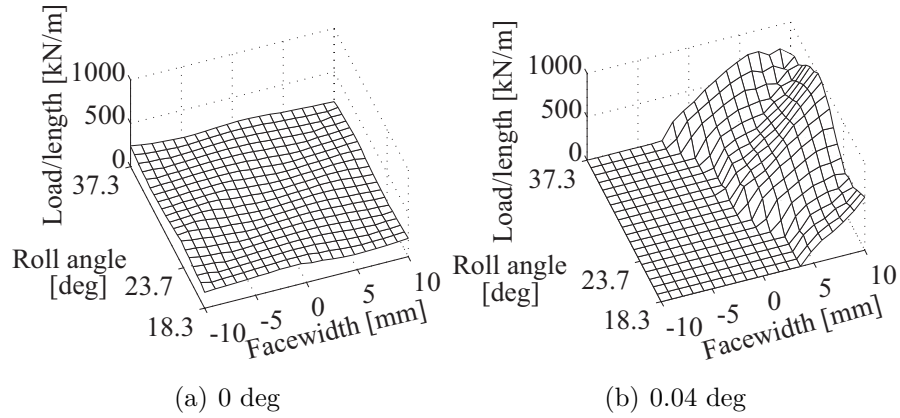 Load/length [kN/m]
1000
500
0
37.3
Roll angle
[deg]
23.7
18.3
-10
-5
0
5
10
Facewidth [mm]
(a) 0 deg
Load/length [kN/m]
1000
500
0
37.3
Roll angle
[deg]
23.7
18.3
-10
-5
0
5
10
Facewidth [mm]
(b) 0.04 deg